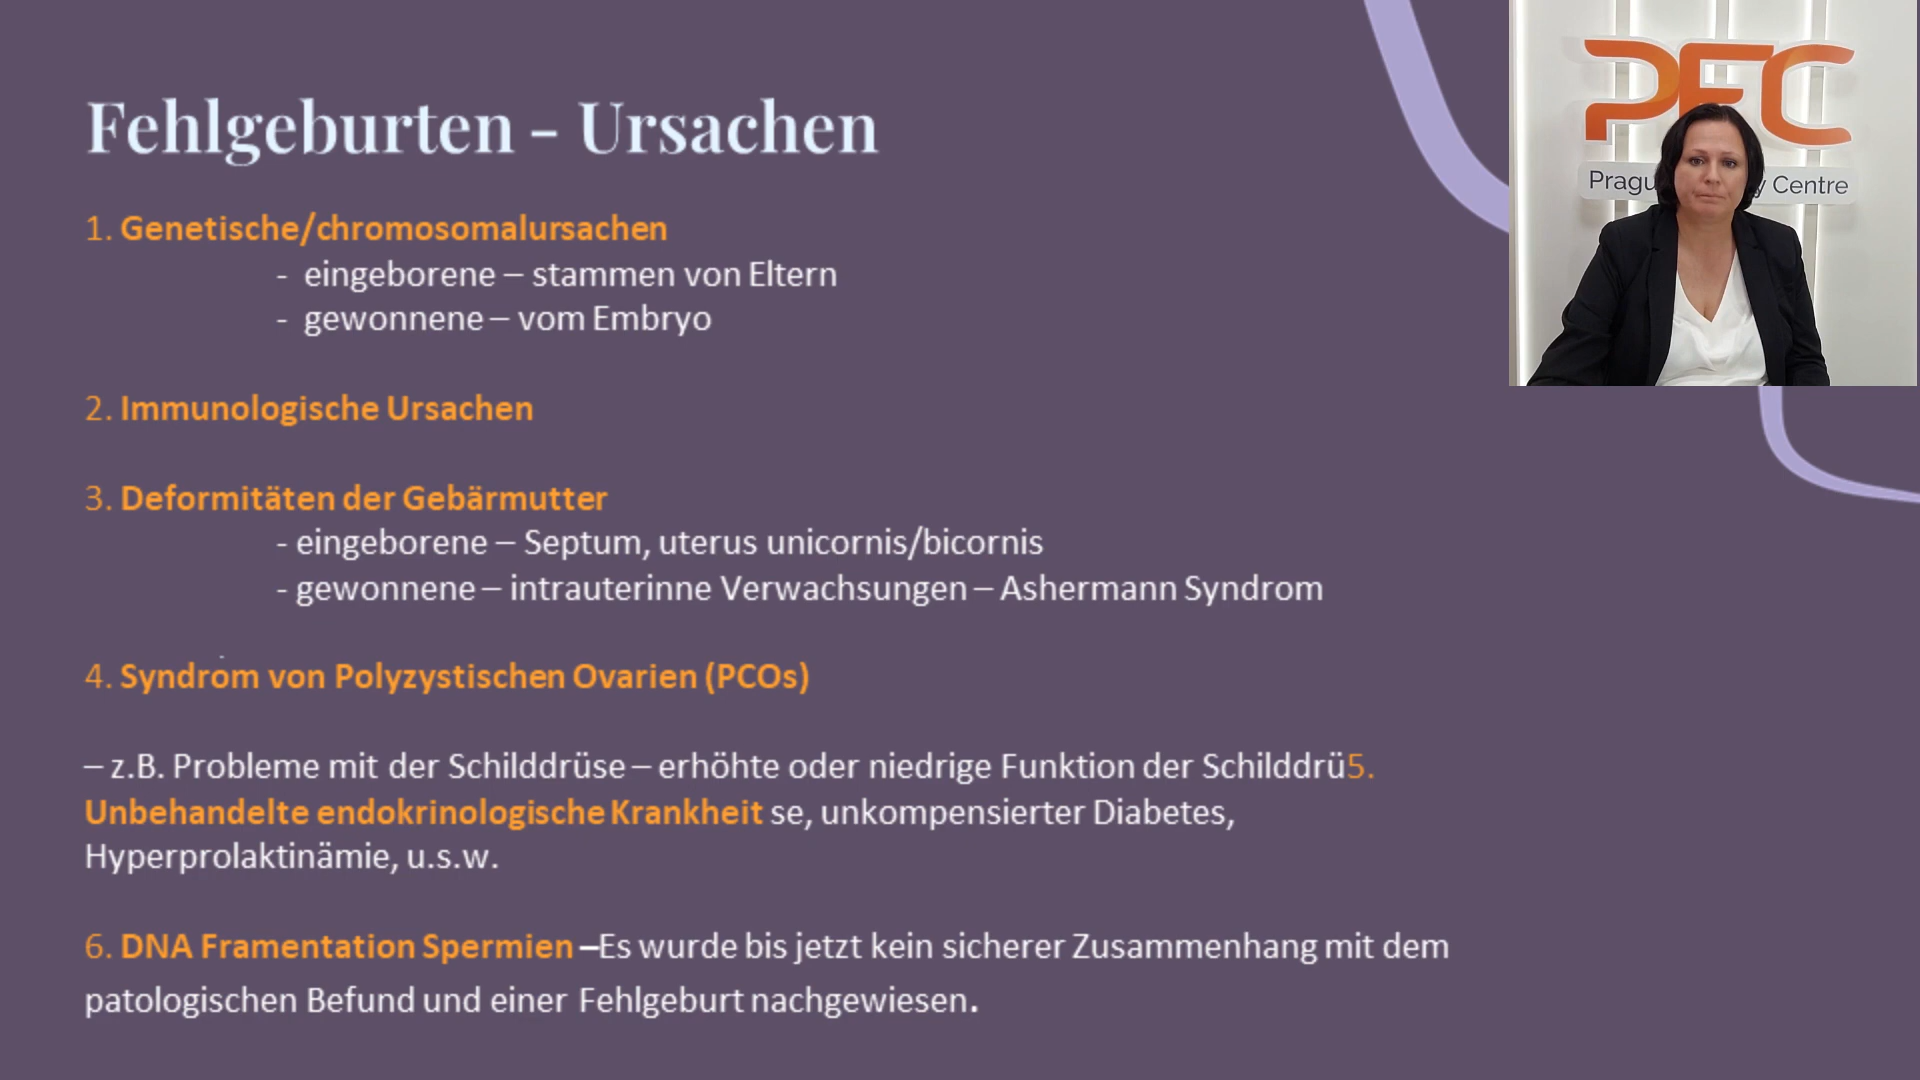 Fehlgeburten - Ursachen
1. Genetische/chromosomalursachen
- eingeborene – stammen von Eltern
- gewonnene – vom Embryo
2. Immunologische Ursachen
3. Deformitäten der Gebärmutter
- eingeborene – Septum, uterus unicornis/bicornis
- gewonnene – intrauterinne Verwachsungen – Ashermann Syndrom
4. Syndrom von Polyzystischen Ovarien (PCOs)
– z.B. Probleme mit der Schilddrüse – erhöhte oder niedrige Funktion der Schilddrü5.
Unbehandelte endokrinologische Krankheit se, unkompensierter Diabetes,
Hyperprolaktinämie, u.s.w.
6. DNA Framentation Spermien –Es wurde bis jetzt kein sicherer Zusammenhang mit dem
patologischen Befund und einer Fehlgeburt nachgewiesen.
PFC
Centre